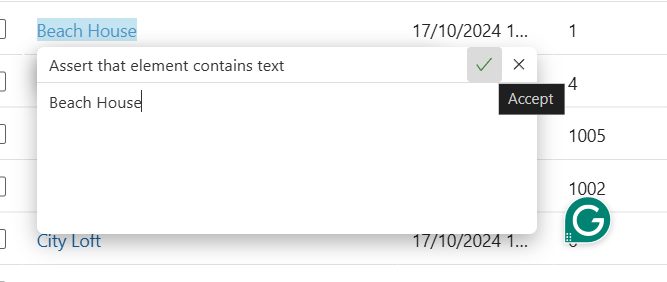 Beach House 17/10/2024 1... 1
Assert that element contains text
Accept
4
Beach House
1005
1002
G
City Loft 17/10/2024 1...